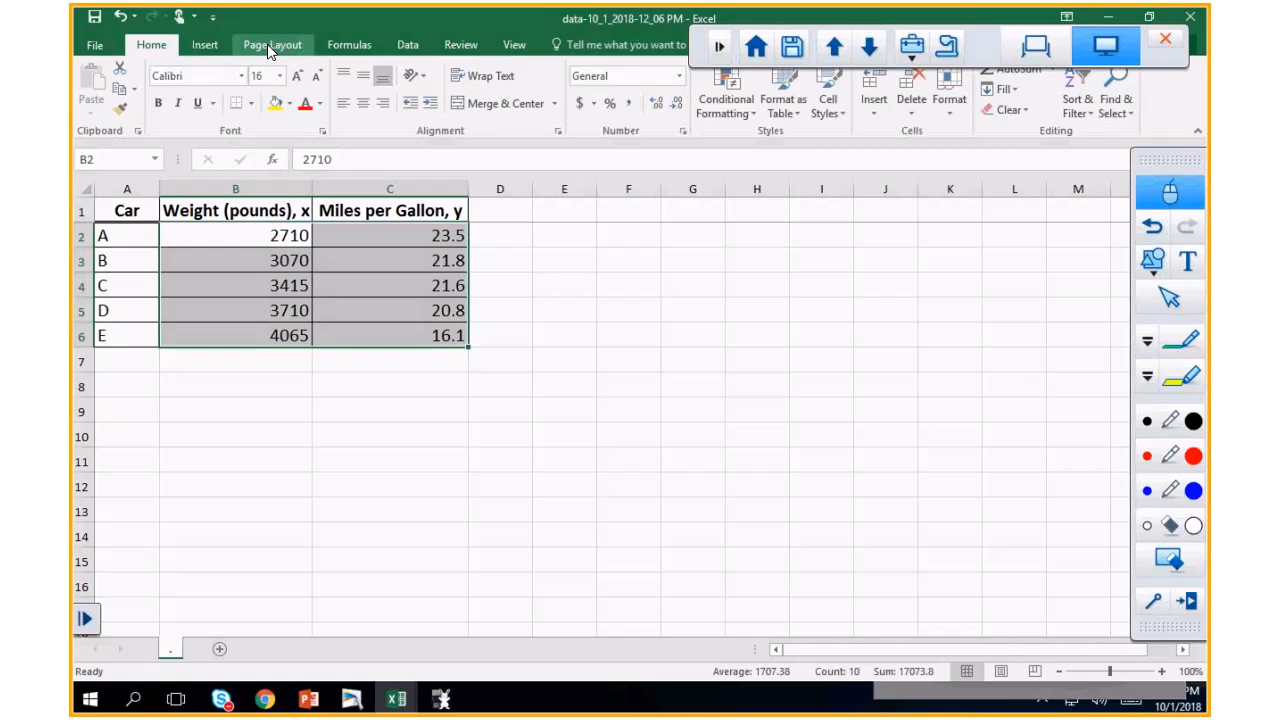 data-10_1_2018-12_06 PM - Excel
File Home Insert Page Layout Formulas Data Review View Tell me what you want to
Calibri 16 Wrap Text General
Paste B I U Merge & Center $ % , Conditional Formatting Format as Table Cell Styles Insert Delete Format AutoSum Fill Clear Sort & Filter Find & Select
Clipboard Font Alignment Number Styles Cells Editing
B2 fx 2710
A B C D E F G H I J K L M
1 Car Weight (pounds), x Miles per Gallon, y
2 A 2710 23.5
3 B 3070 21.8
4 C 3415 21.6
5 D 3710 20.8
6 E 4065 16.1
7
8
9
10
11
12
13
14
15
16
.
Ready Average: 1707.38 Count: 10 Sum: 17073.8 100%
PM
10/1/2018